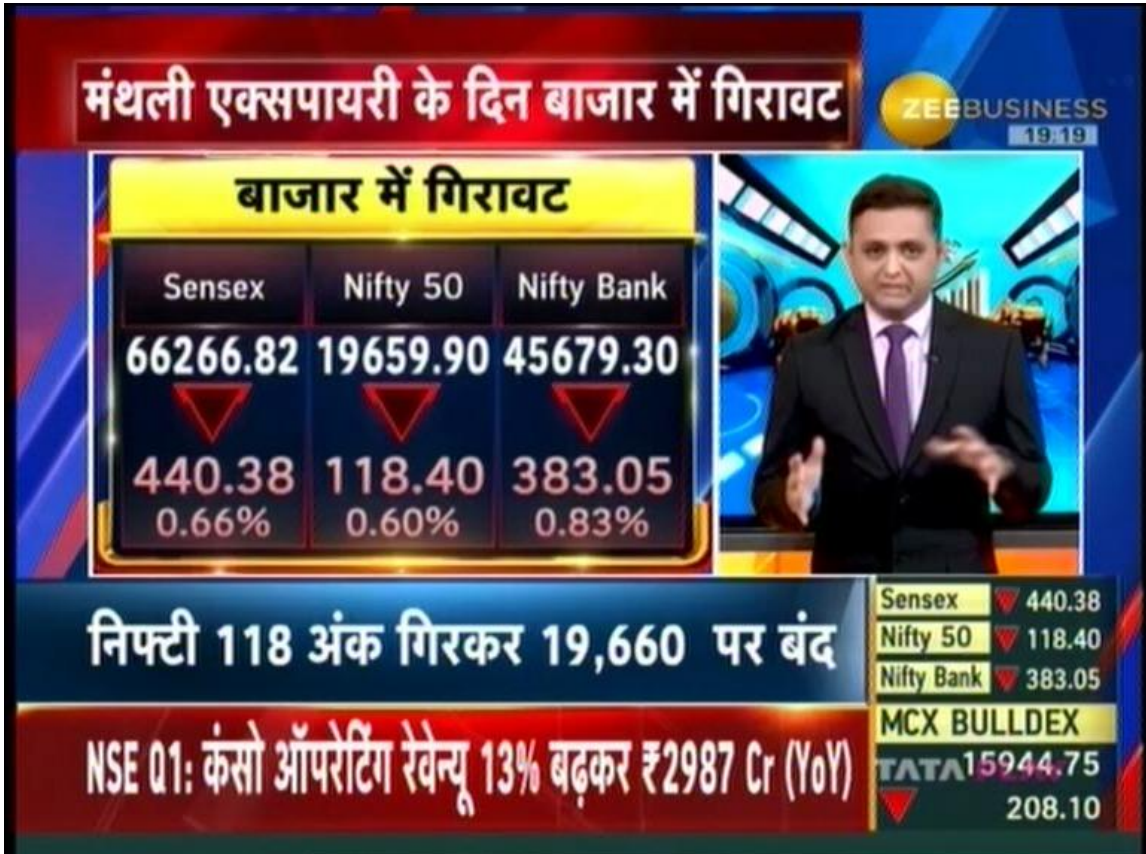 मंथली एक्सपायरी के दिन बाजार में गिरावट
ZEEBUSINESS
19:19
बाजार में गिरावट
Sensex Nifty 50 Nifty Bank
66266.82 19659.90 45679.30
440.38 118.40 383.05
0.66% 0.60% 0.83%
निफ्टी 118 अंक गिरकर 19,660 पर बंद
NSE Q1: कंसो ऑपरेटिंग रेवेन्यू 13% बढ़कर ₹2987 Cr (YoY)
Sensex 440.38
Nifty 50 118.40
Nifty Bank 383.05
MCX BULLDEX
15944.75
TATA
208.10